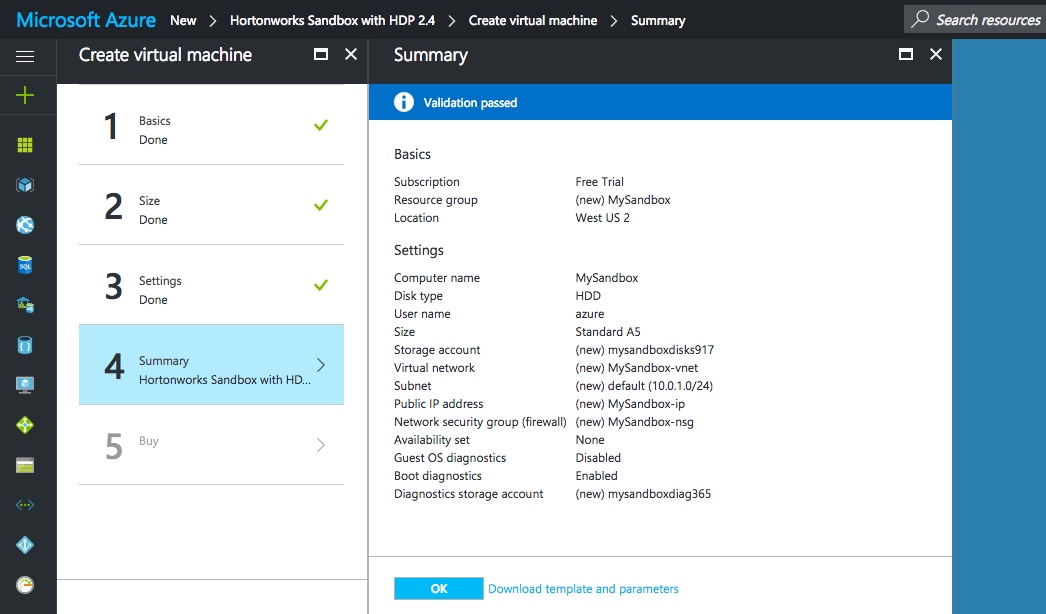 Microsoft Azure New > Hortonworks Sandbox with HDP 2.4 > Create virtual machine > Summary Search resources
Create virtual machine
1 Basics
Done
2 Size
Done
3 Settings
Done
4 Summary
Hortonworks Sandbox with HD...
5 Buy
Summary
Validation passed
Basics
Subscription Free Trial
Resource group (new) MySandbox
Location West US 2
Settings
Computer name MySandbox
Disk type HDD
User name azure
Size Standard A5
Storage account (new) mysandboxdisks917
Virtual network (new) MySandbox-vnet
Subnet (new) default (10.0.1.0/24)
Public IP address (new) MySandbox-ip
Network security group (firewall) (new) MySandbox-nsg
Availability set None
Guest OS diagnostics Disabled
Boot diagnostics Enabled
Diagnostics storage account (new) mysandboxdiag365
OK Download template and parameters
SQL